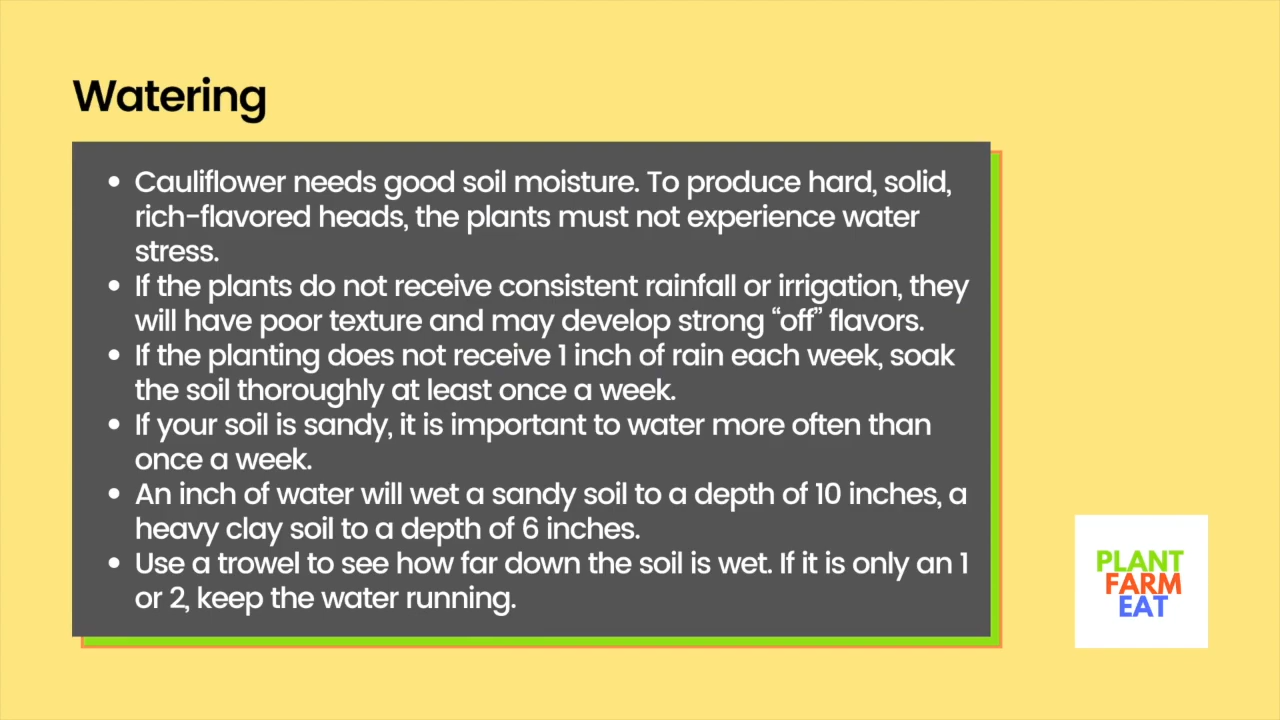 Watering
• Cauliflower needs good soil moisture. To produce hard, solid,
rich-flavored heads, the plants must not experience water
stress.
• If the plants do not receive consistent rainfall or irrigation, they
will have poor texture and may develop strong “off” flavors.
• If the planting does not receive 1 inch of rain each week, soak
the soil thoroughly at least once a week.
• If your soil is sandy, it is important to water more often than
once a week.
• An inch of water will wet a sandy soil to a depth of 10 inches, a
heavy clay soil to a depth of 6 inches.
• Use a trowel to see how far down the soil is wet. If it is only an 1
or 2, keep the water running.
PLANT
FARM
EAT